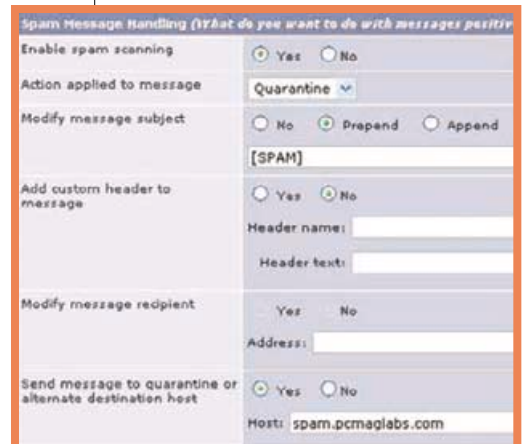 Spam Message Handling (What do you want to do with messages positiv
Enable spam scanning Yes No
Action applied to message Quarantine
Modify message subject No Prepend Append
[SPAM]
Add custom header to message Yes No
Header name:
Header text:
Modify message recipient Yes No
Address:
Send message to quarantine or alternate destination host Yes No
Host: spam.pcmaglabs.com